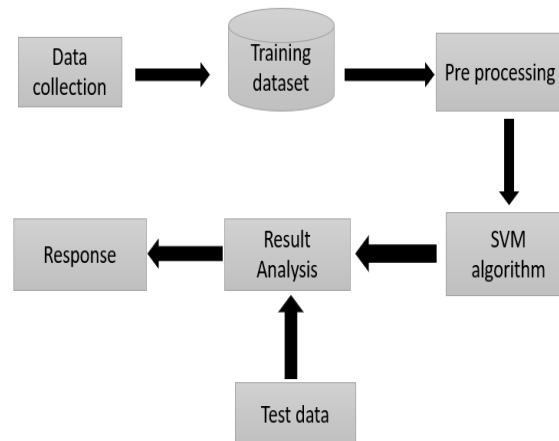 Data
collection
Training
dataset
Pre processing
SVM
algorithm
Result
Analysis
Response
Test data